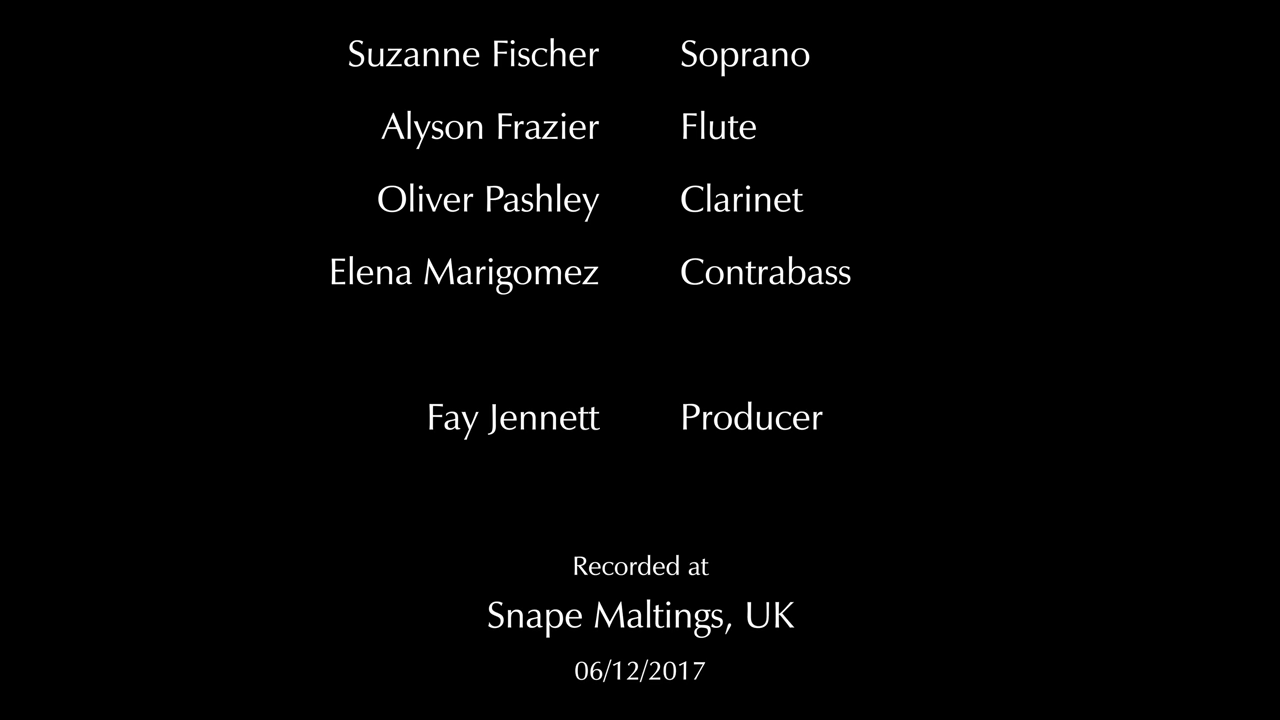 Suzanne Fischer Soprano
Alyson Frazier Flute
Oliver Pashley Clarinet
Elena Marigomez Contrabass
Fay Jennett Producer
Recorded at
Snape Maltings, UK
06/12/2017